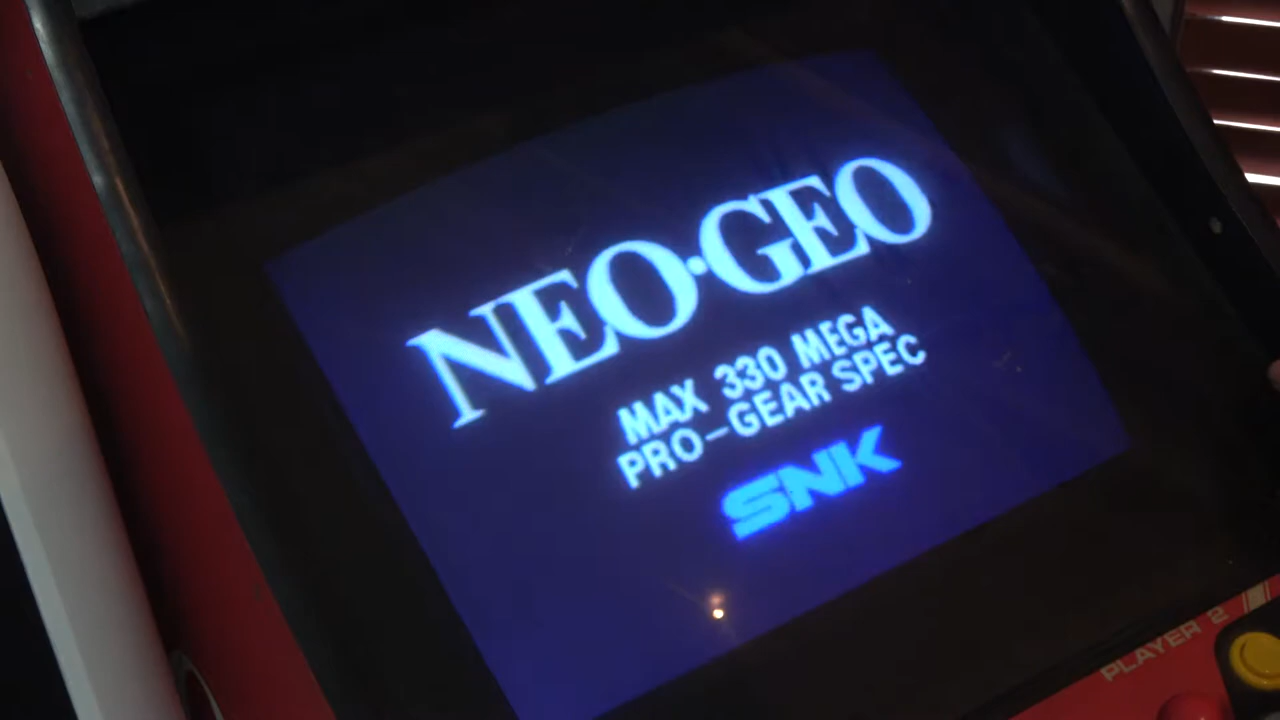 NEO·GEO
MAX 330 MEGA
PRO-GEAR SPEC
SNK
PLAYER 2